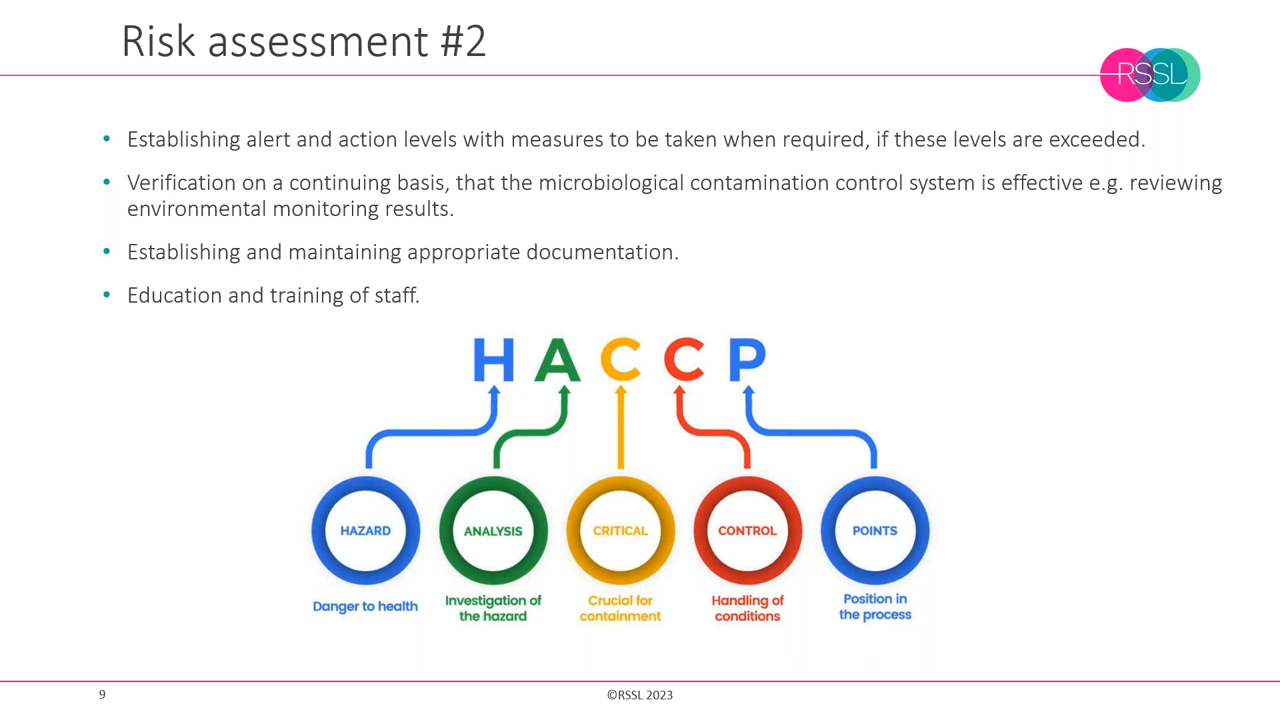 Risk assessment #2
RSSL
• Establishing alert and action levels with measures to be taken when required, if these levels are exceeded.
• Verification on a continuing basis, that the microbiological contamination control system is effective e.g. reviewing
environmental monitoring results.
• Establishing and maintaining appropriate documentation.
• Education and training of staff.
H A C C P
HAZARD
ANALYSIS
CRITICAL
CONTROL
POINTS
Danger to health
Investigation of
the hazard
Crucial for
containment
Handling of
conditions
Position in
the process
9
©RSSL 2023